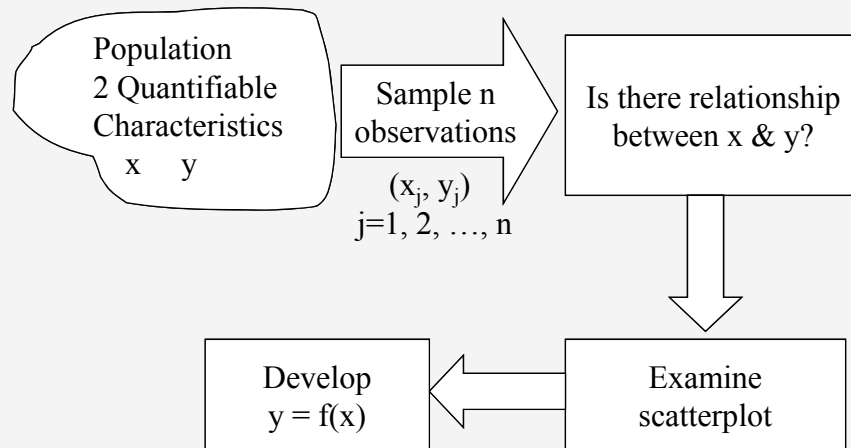 Population
2 Quantifiable
Characteristics
x y
Sample n
observations
(xj, yj)
j=1, 2, …, n
Is there relationship
between x & y?
Examine
scatterplot
Develop
y = f(x)